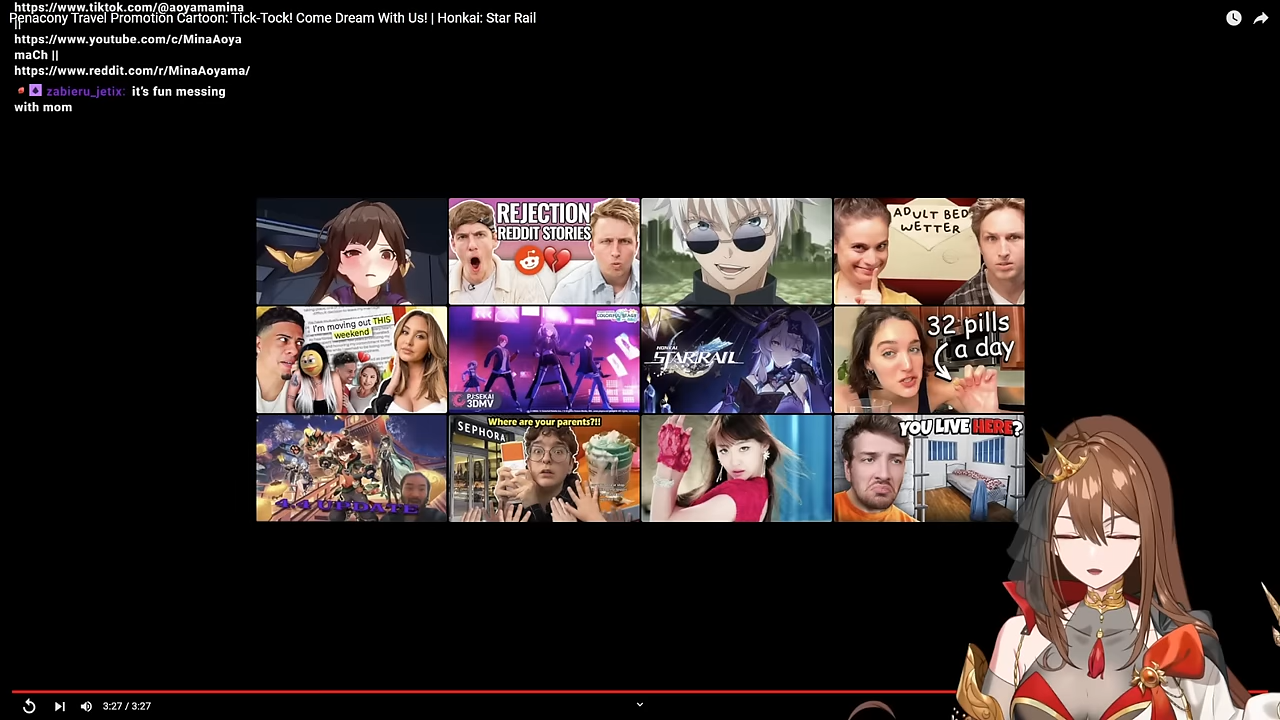 https://www.tiktok.com/@aoyamamina
Penacony Travel Promotion Cartoon: Tick-Tock! Come Dream With Us! | Honkai: Star Rail
||
https://www.youtube.com/c/MinaAoya
maCh ||
https://www.reddit.com/r/MinaAoyama/
zabieru_jetix: it's fun messing
with mom
REJECTION
REDDIT STORIES
ADULT BED
WETTER
I'm moving out THIS
weekend
PJSEKAI
3DMV
HONKAI
STAR RAIL
32 pills
a day
4.4 UPDATE
Where are your parents?!!
SEPHORA
YOU LIVE HERE?
3:27 / 3:27